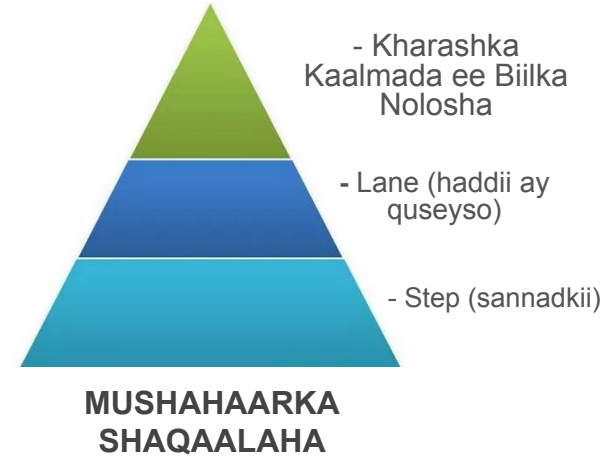 - Kharashka
Kaalmada ee Biilka
Nolosha
- Lane (haddii ay
quseyso)
- Step (sannadkii)
MUSHAHAARKA
SHAQAALAHA